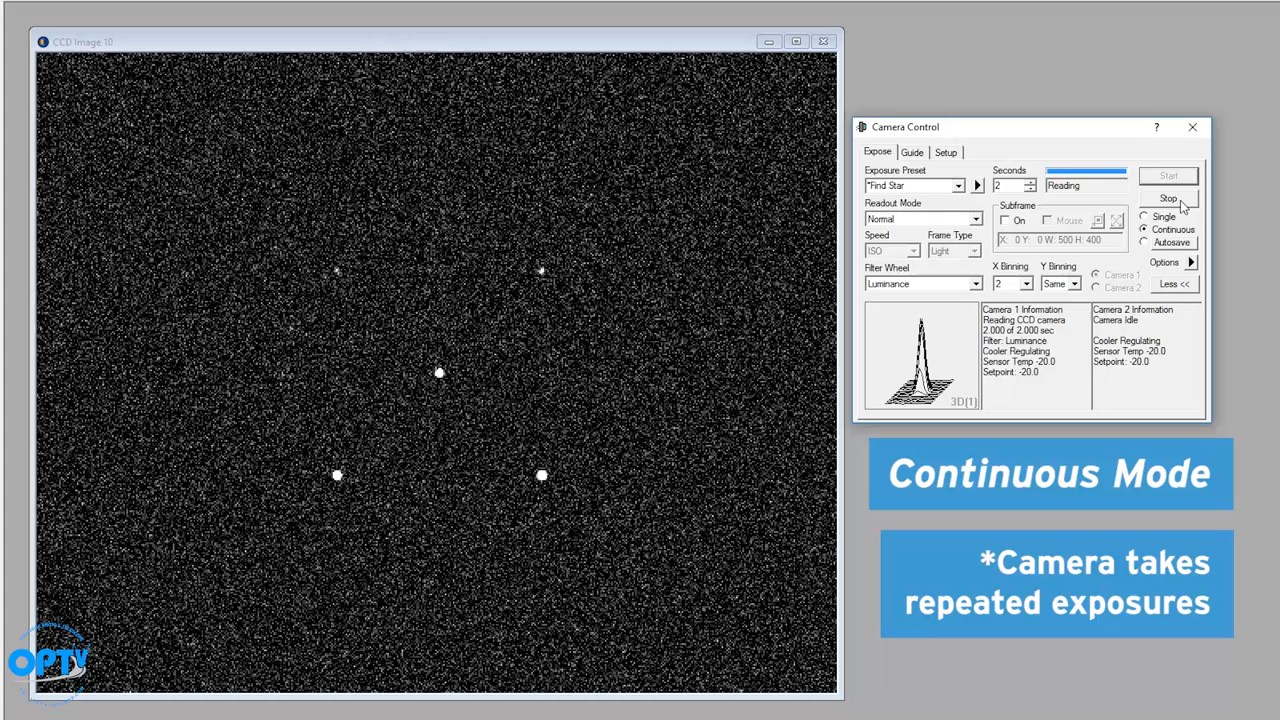 CCD Image 10
Camera Control
?
Expose
Guide
Setup
Exposure Preset
*Find Star
Seconds
2
Reading
Start
Stop
Readout Mode
Normal
Subframe
On
Mouse
X: 0 Y: 0 W: 500 H: 400
Single
Continuous
Autosave
Speed
ISO
Frame Type
Light
Options
Filter Wheel
Luminance
X Binning
2
Y Binning
Same
Camera 1
Camera 2
Less <<
3D[1]
Camera 1 Information
Reading CCD camera
2.000 of 2.000 sec
Filter: Luminance
Cooler Regulating
Sensor Temp -20.0
Setpoint: -20.0
Camera 2 Information
Camera Idle
Cooler Regulating
Sensor Temp -20.0
Setpoint: -20.0
Continuous Mode
*Camera takes
repeated exposures
OPTV